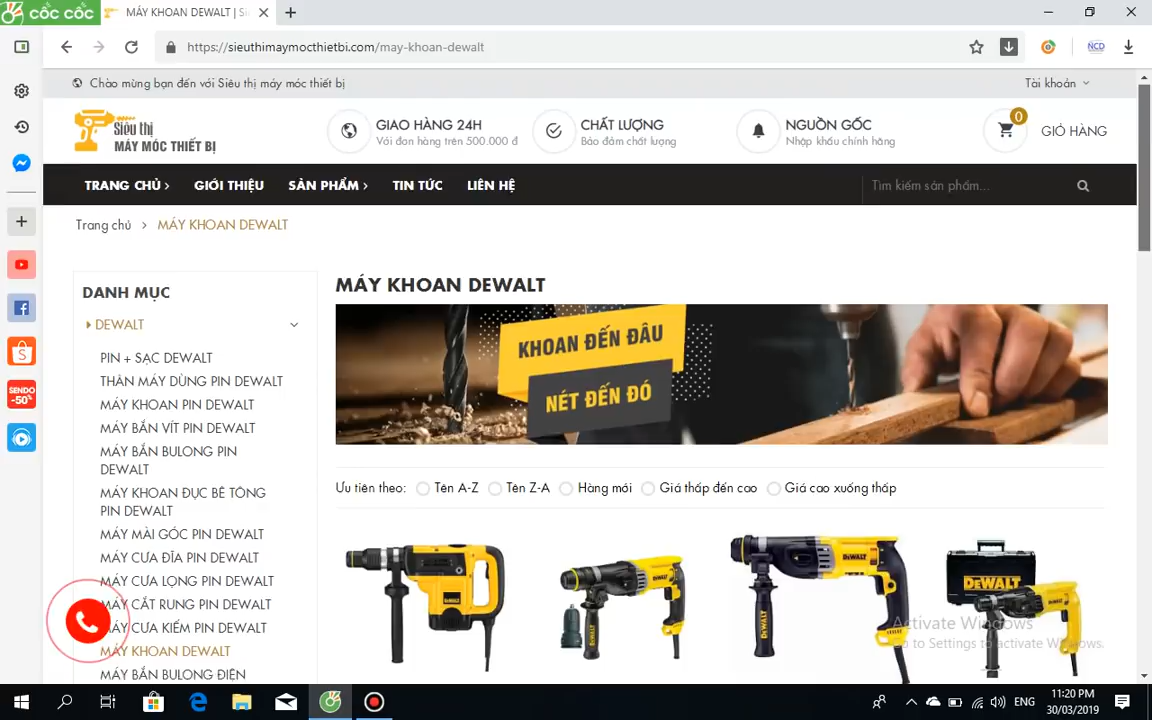 cốc cốc
MÁY KHOAN DEWALT | Si
https://sieuthimaymocthietbi.com/may-khoan-dewalt
NCD
Chào mừng bạn đến với Siêu thị máy móc thiết bị
Tài khoản
Siêu thị
MÁY MÓC THIẾT BỊ
GIAO HÀNG 24H
Với đơn hàng trên 500.000 đ
CHẤT LƯỢNG
Bảo đảm chất lượng
NGUỒN GỐC
Nhập khẩu chính hãng
0
GIỎ HÀNG
TRANG CHỦ
GIỚI THIỆU
SẢN PHẨM
TIN TỨC
LIÊN HỆ
Tìm kiếm sản phẩm...
Trang chủ > MÁY KHOAN DEWALT
DANH MỤC
DEWALT
PIN + SẠC DEWALT
THÂN MÁY DÙNG PIN DEWALT
MÁY KHOAN PIN DEWALT
MÁY BẮN VÍT PIN DEWALT
MÁY BẮN BULONG PIN
DEWALT
MÁY KHOAN ĐỤC BÊ TÔNG
PIN DEWALT
MÁY MÀI GÓC PIN DEWALT
MÁY CƯA ĐĨA PIN DEWALT
MÁY CƯA LỌNG PIN DEWALT
MÁY CẮT RUNG PIN DEWALT
MÁY CƯA KIẾM PIN DEWALT
MÁY KHOAN DEWALT
MÁY BẮN BULONG ĐIỆN
SENDO
-50%
MÁY KHOAN DEWALT
KHOAN ĐẾN ĐÂU
NÉT ĐẾN ĐÓ
Ưu tiên theo:
Tên A-Z
Tên Z-A
Hàng mới
Giá thấp đến cao
Giá cao xuống thấp
DEWALT
DEWALT
DEWALT
DEWALT
Activate Windows
Go to Settings to activate Windows.
ENG
11:20 PM
30/03/2019